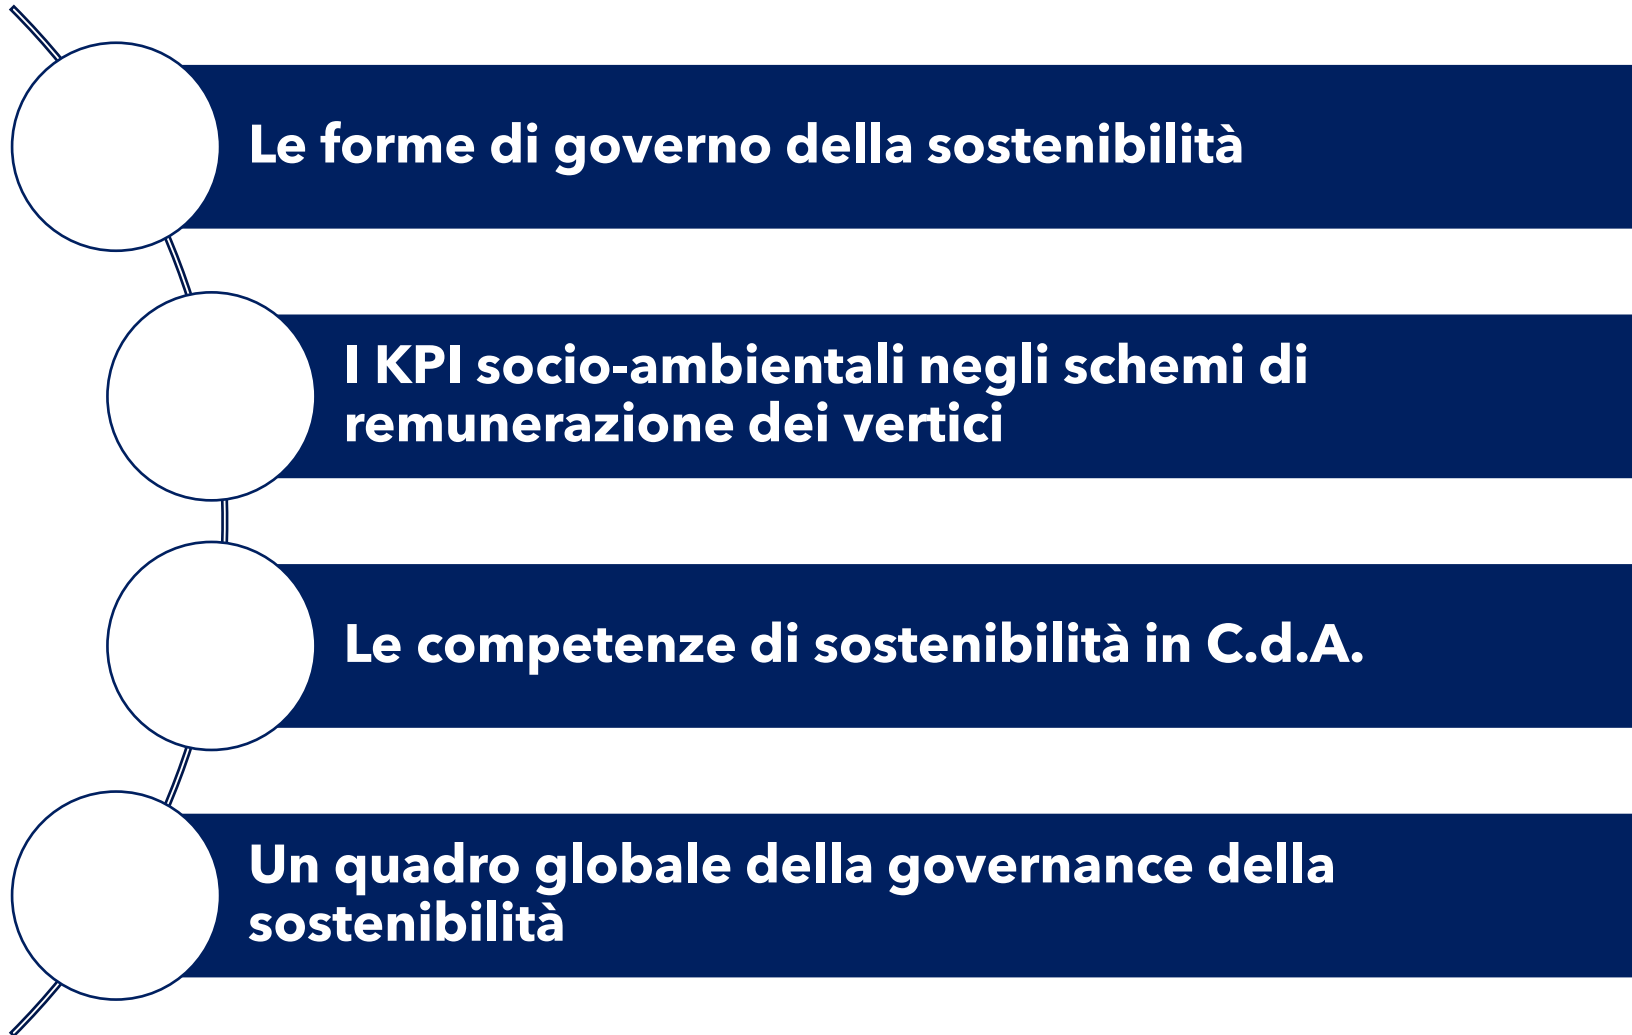 Le forme di governo della sostenibilità
I KPI socio-ambientali negli schemi di
remunerazione dei vertici
Le competenze di sostenibilità in C.d.A.
Un quadro globale della governance della
sostenibilità